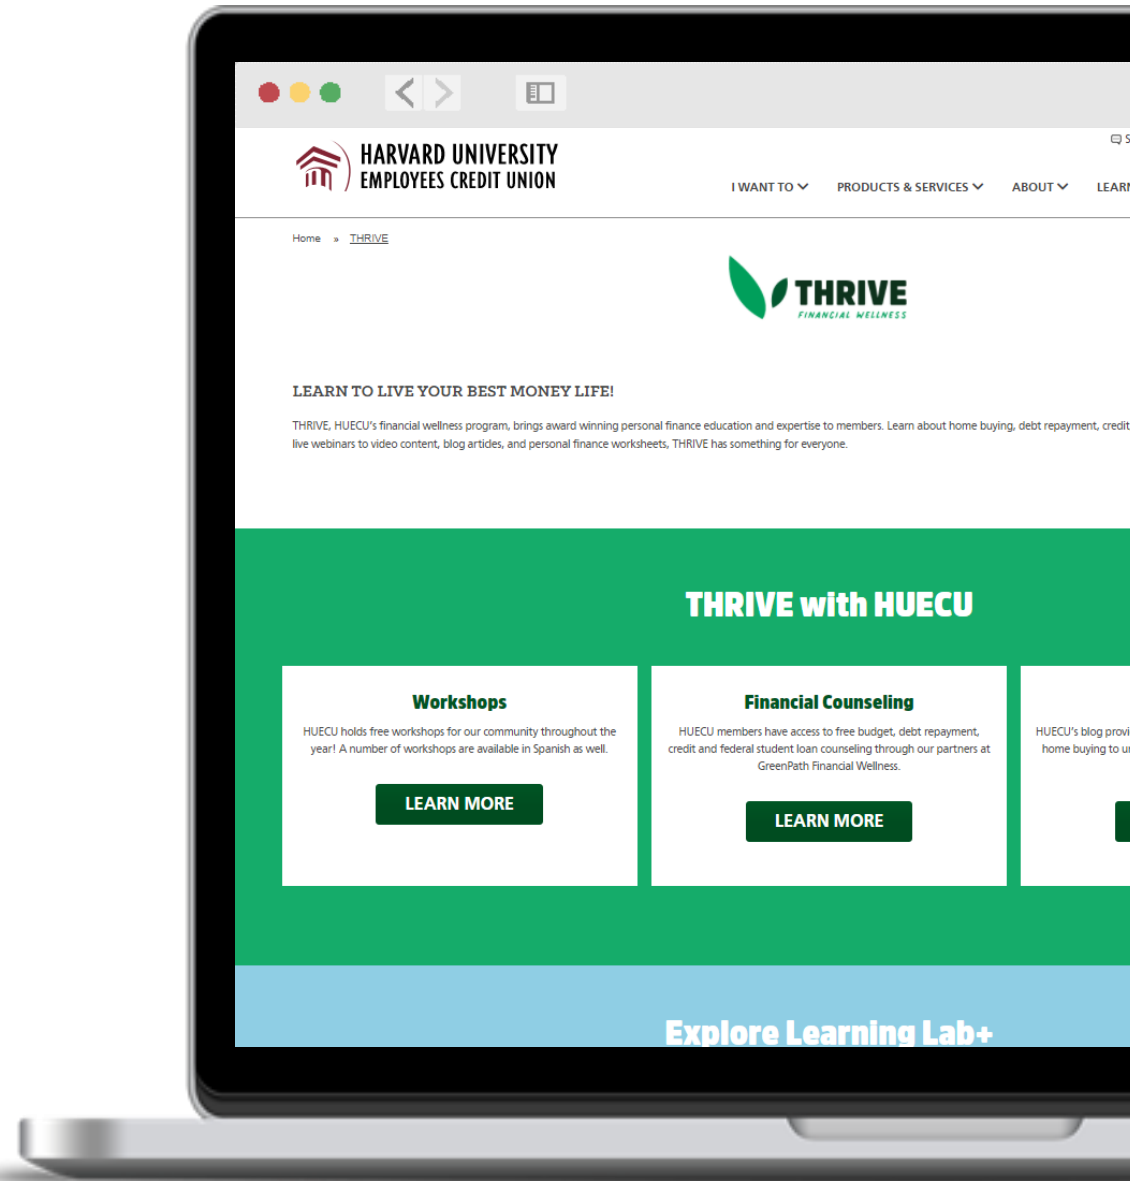 HARVARD UNIVERSITY
EMPLOYEES CREDIT UNION
I WANT TO
PRODUCTS & SERVICES
ABOUT
Home » THRIVE
THRIVE
FINANCIAL WELLNESS
LEARN TO LIVE YOUR BEST MONEY LIFE!
THRIVE, HUECU's financial wellness program, brings award winning personal finance education and expertise to members. Learn about home buying, debt repayment, credit
live webinars to video content, blog articles, and personal finance worksheets, THRIVE has something for everyone.
THRIVE with HUECU
Workshops
HUECU holds free workshops for our community throughout the
year! A number of workshops are available in Spanish as well.
LEARN MORE
Financial Counseling
HUECU members have access to free budget, debt repayment,
credit and federal student loan counseling through our partners at
GreenPath Financial Wellness.
LEARN MORE
HUECU's blog
home buying to
Explore Learning Lab+